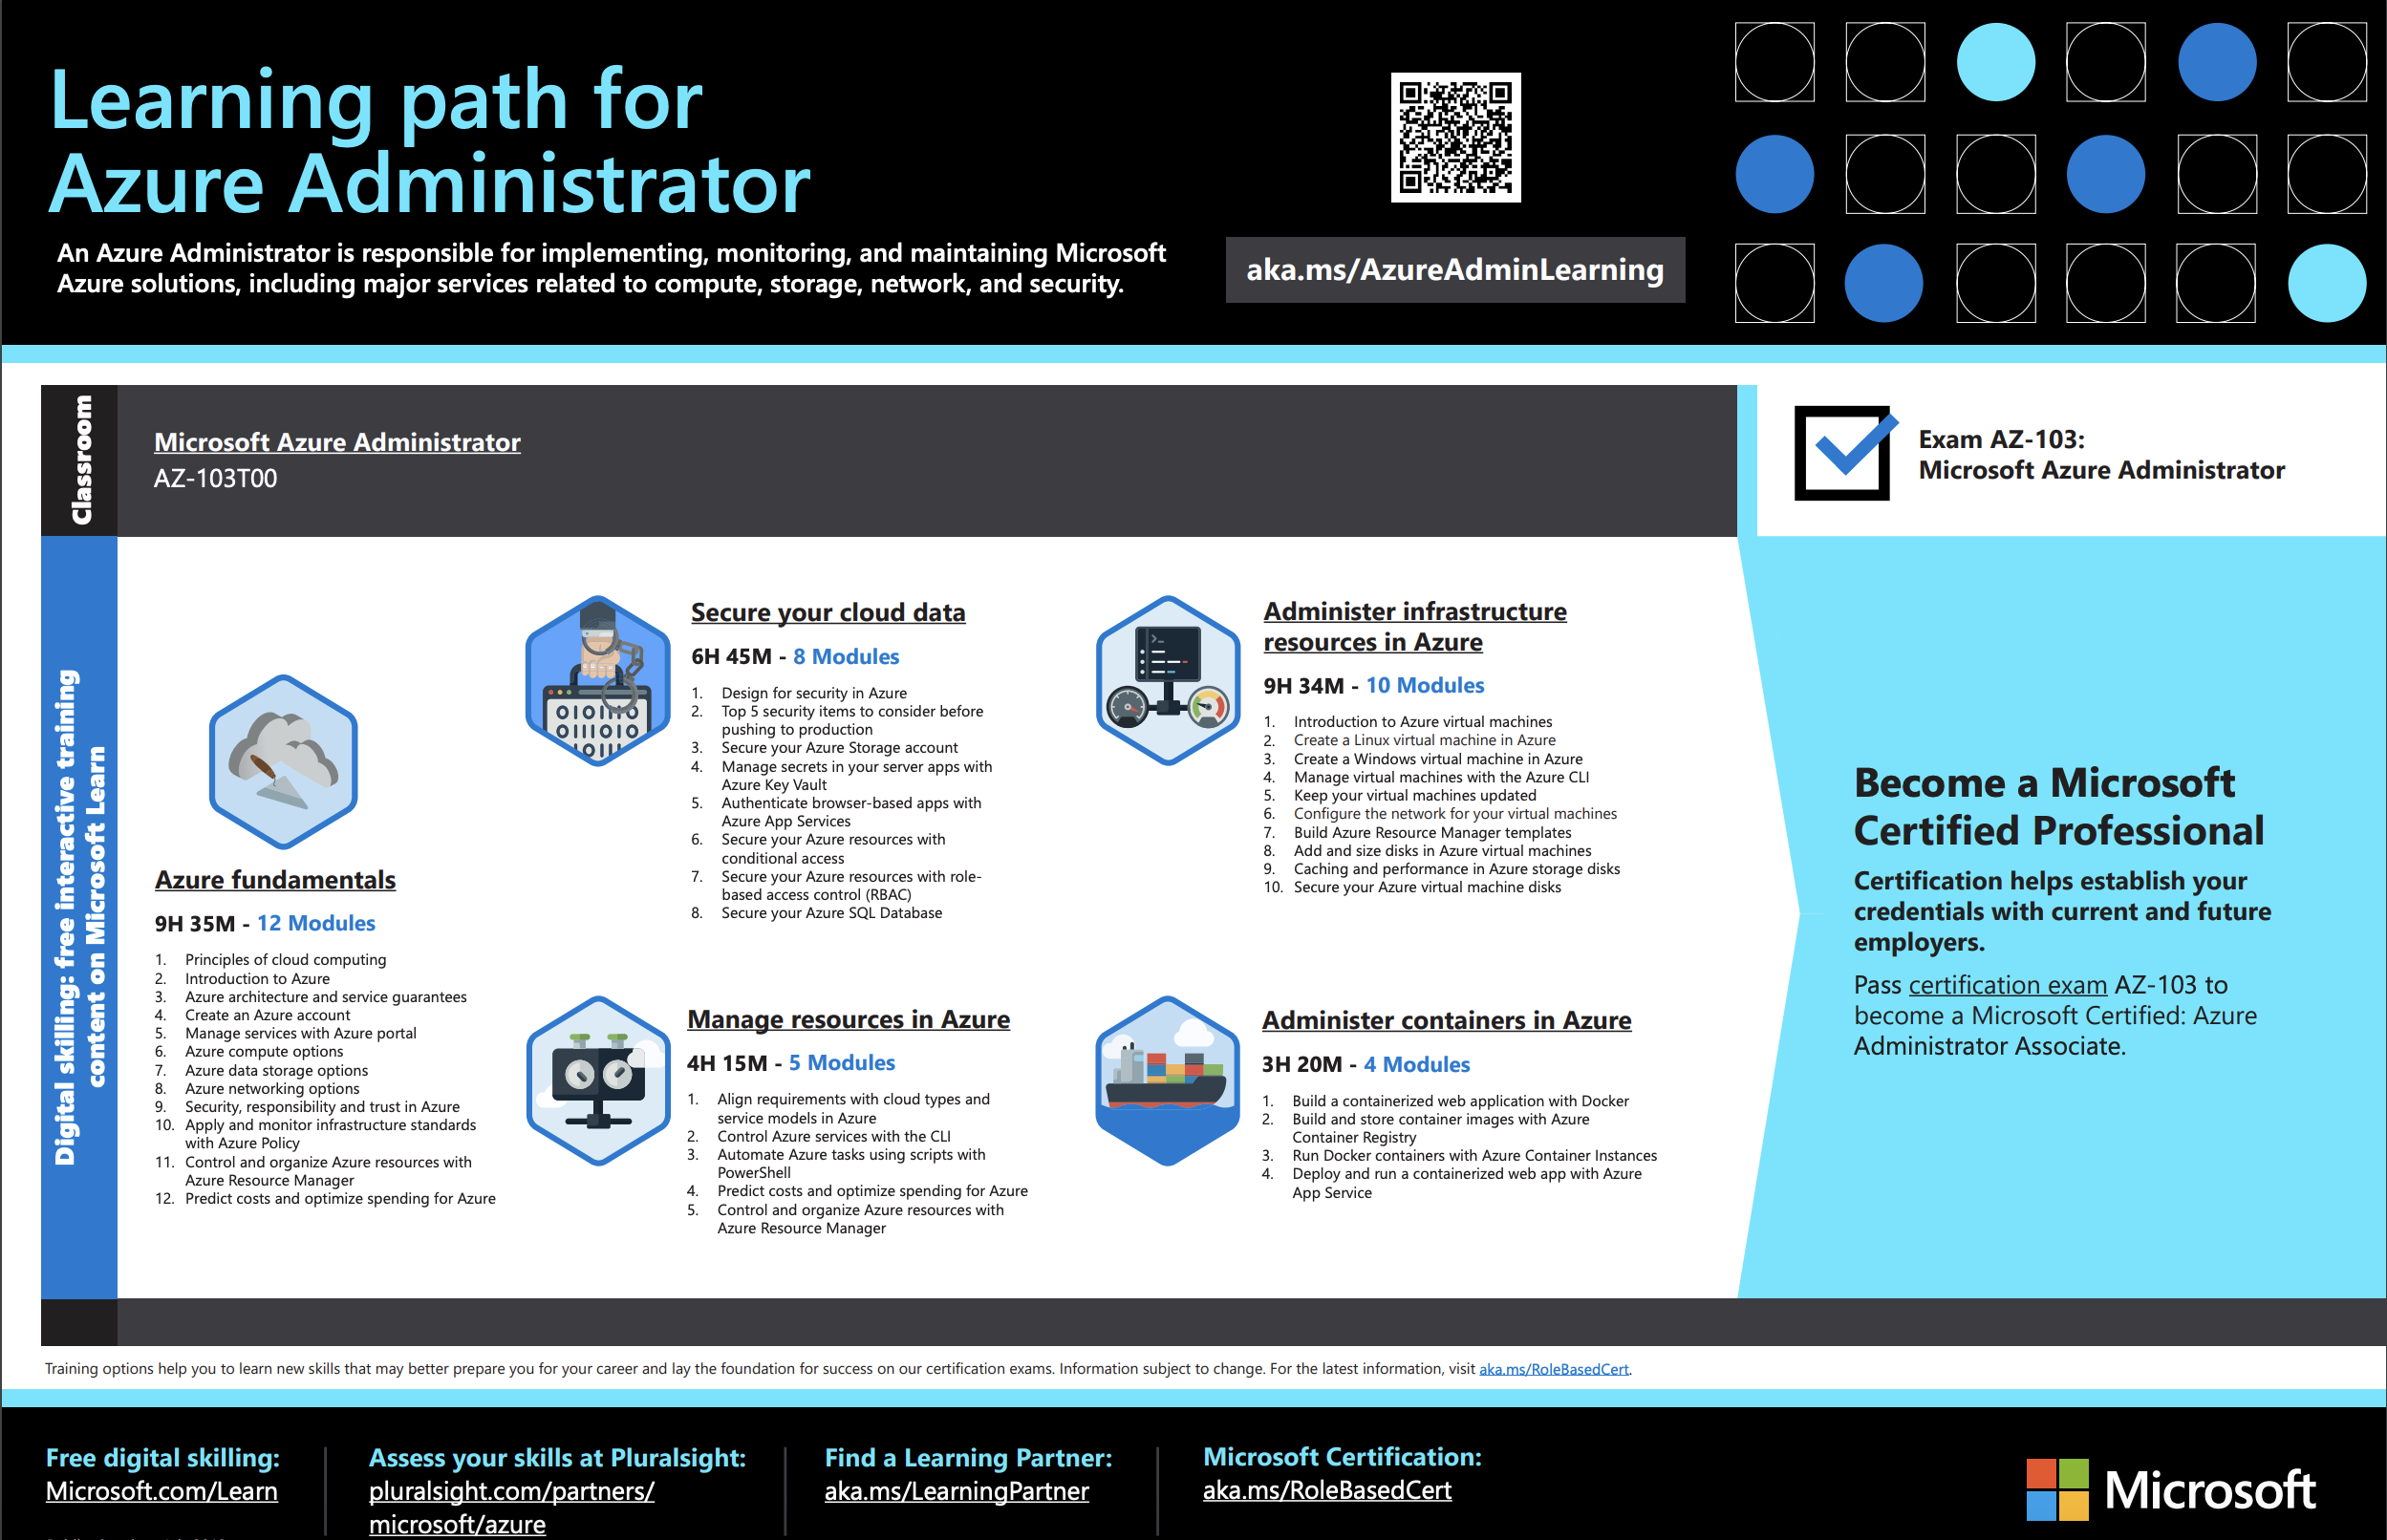 Learning path for
Azure Administrator
An Azure Administrator is responsible for implementing, monitoring, and maintaining Microsoft
Azure solutions, including major services related to compute, storage, network, and security.
aka.ms/AzureAdminLearning
Classroom
Microsoft Azure Administrator
AZ-103T00
Exam AZ-103:
Microsoft Azure Administrator
Digital skilling: free interactive training
content on Microsoft Learn
Azure fundamentals
9H 35M - 12 Modules
1. Principles of cloud computing
2. Introduction to Azure
3. Azure architecture and service guarantees
4. Create an Azure account
5. Manage services with Azure portal
6. Azure compute options
7. Azure data storage options
8. Azure networking options
9. Security, responsibility and trust in Azure
10. Apply and monitor infrastructure standards
with Azure Policy
11. Control and organize Azure resources with
Azure Resource Manager
12. Predict costs and optimize spending for Azure
Secure your cloud data
6H 45M - 8 Modules
1. Design for security in Azure
2. Top 5 security items to consider before
pushing to production
3. Secure your Azure Storage account
4. Manage secrets in your server apps with
Azure Key Vault
5. Authenticate browser-based apps with
Azure App Services
6. Secure your Azure resources with
conditional access
7. Secure your Azure resources with role-
based access control (RBAC)
8. Secure your Azure SQL Database
Manage resources in Azure
4H 15M - 5 Modules
1. Align requirements with cloud types and
service models in Azure
2. Control Azure services with the CLI
3. Automate Azure tasks using scripts with
PowerShell
4. Predict costs and optimize spending for Azure
5. Control and organize Azure resources with
Azure Resource Manager
Administer infrastructure
resources in Azure
9H 34M - 10 Modules
1. Introduction to Azure virtual machines
2. Create a Linux virtual machine in Azure
3. Create a Windows virtual machine in Azure
4. Manage virtual machines with the Azure CLI
5. Keep your virtual machines updated
6. Configure the network for your virtual machines
7. Build Azure Resource Manager templates
8. Add and size disks in Azure virtual machines
9. Caching and performance in Azure storage disks
10. Secure your Azure virtual machine disks
Administer containers in Azure
3H 20M - 4 Modules
1. Build a containerized web application with Docker
2. Build and store container images with Azure
Container Registry
3. Run Docker containers with Azure Container Instances
4. Deploy and run a containerized web app with Azure
App Service
Become a Microsoft
Certified Professional
Certification helps establish your
credentials with current and future
employers.
Pass certification exam AZ-103 to
become a Microsoft Certified: Azure
Administrator Associate.
Training options help you to learn new skills that may better prepare you for your career and lay the foundation for success on our certification exams. Information subject to change. For the latest information, visit aka.ms/RoleBasedCert.
Free digital skilling:
Microsoft.com/Learn
Assess your skills at Pluralsight:
pluralsight.com/partners/
microsoft/azure
Find a Learning Partner:
aka.ms/LearningPartner
Microsoft Certification:
aka.ms/RoleBasedCert
Microsoft